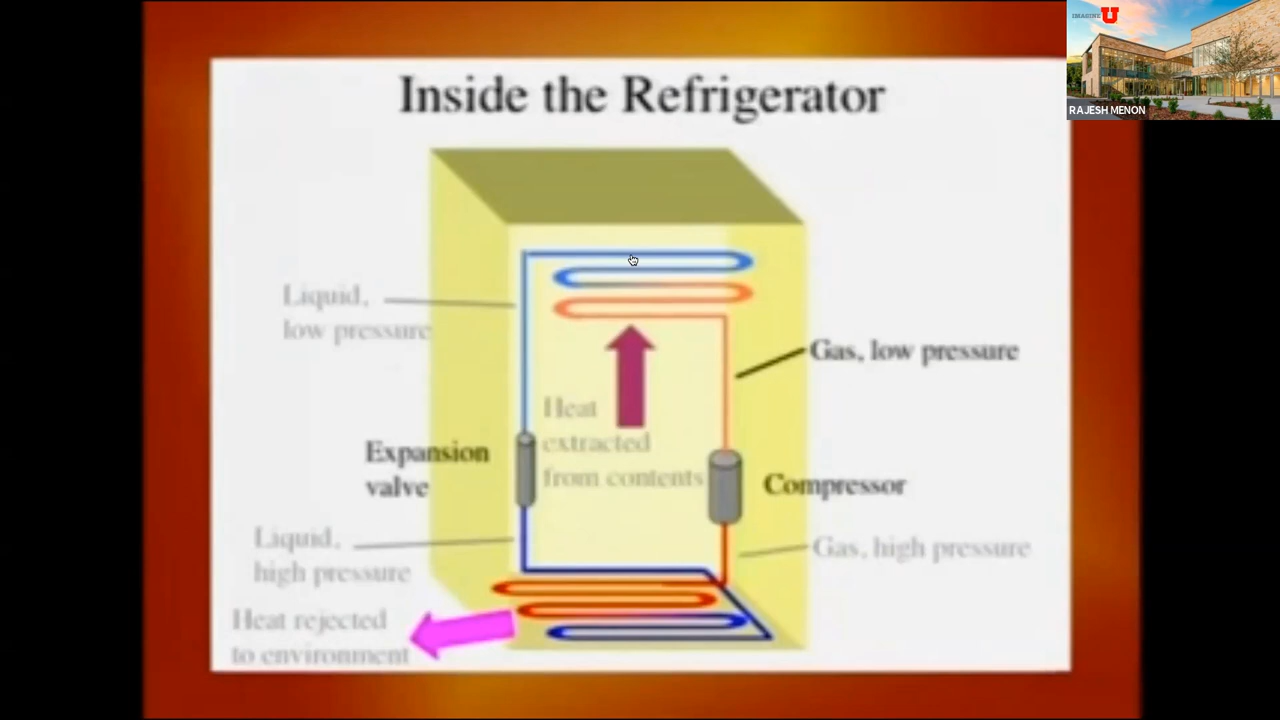 IMAGINE U
RAJESH MENON
Inside the Refrigerator
Liquid,
low pressure
Gas, low pressure
Heat
extracted
from contents
Expansion
valve
Compressor
Liquid,
high pressure
Gas, high pressure
Heat rejected
to environment